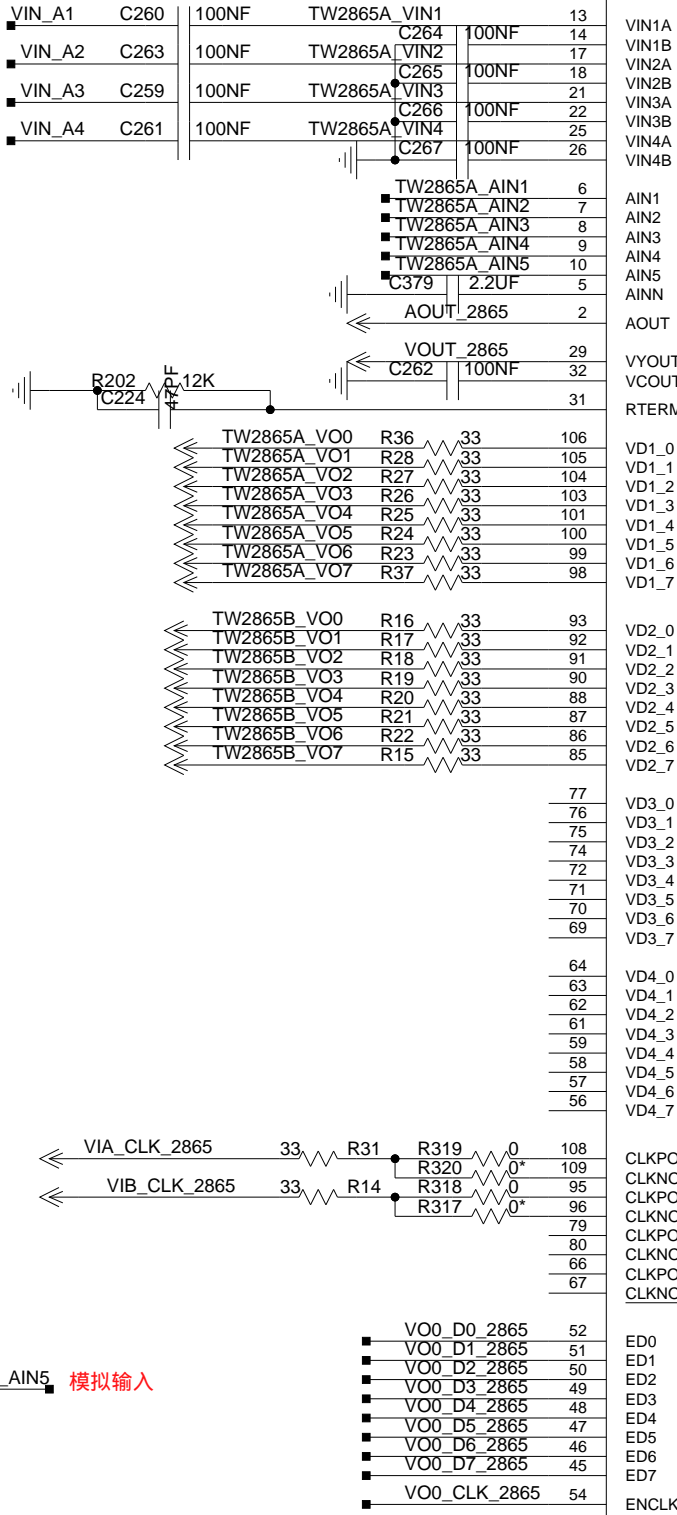 VIN_A1 C260 100NF TW2865A_VIN1 13 VIN1A
C264 100NF 14 VIN1B
VIN_A2 C263 100NF TW2865A_VIN2 17 VIN2A
C265 100NF 18 VIN2B
VIN_A3 C259 100NF TW2865A_VIN3 21 VIN3A
C266 100NF 22 VIN3B
VIN_A4 C261 100NF TW2865A_VIN4 25 VIN4A
C267 100NF 26 VIN4B
TW2865A_AIN1 6 AIN1
TW2865A_AIN2 7 AIN2
TW2865A_AIN3 8 AIN3
TW2865A_AIN4 9 AIN4
TW2865A_AIN5 10 AIN5
C379 2.2UF 5 AINN
AOUT_2865 2 AOUT
VOUT_2865 29 VYOUT
C262 100NF 32 VCOUT
R202 12K
C224 47PF 31 RTERM
TW2865A_VO0 R36 33 106 VD1_0
TW2865A_VO1 R28 33 105 VD1_1
TW2865A_VO2 R27 33 104 VD1_2
TW2865A_VO3 R26 33 103 VD1_3
TW2865A_VO4 R25 33 101 VD1_4
TW2865A_VO5 R24 33 100 VD1_5
TW2865A_VO6 R23 33 99 VD1_6
TW2865A_VO7 R37 33 98 VD1_7
TW2865B_VO0 R16 33 93 VD2_0
TW2865B_VO1 R17 33 92 VD2_1
TW2865B_VO2 R18 33 91 VD2_2
TW2865B_VO3 R19 33 90 VD2_3
TW2865B_VO4 R20 33 88 VD2_4
TW2865B_VO5 R21 33 87 VD2_5
TW2865B_VO6 R22 33 86 VD2_6
TW2865B_VO7 R15 33 85 VD2_7
77 VD3_0
76 VD3_1
75 VD3_2
74 VD3_3
72 VD3_4
71 VD3_5
70 VD3_6
69 VD3_7
64 VD4_0
63 VD4_1
62 VD4_2
61 VD4_3
59 VD4_4
58 VD4_5
57 VD4_6
56 VD4_7
VIA_CLK_2865 33 R31 R319 0 108 CLKPO
R320 0* 109 CLKNO
VIB_CLK_2865 33 R14 R318 0 95 CLKPO
R317 0* 96 CLKNO
79 CLKPO
80 CLKNO
66 CLKPO
67 CLKNO
VO0_D0_2865 52 ED0
VO0_D1_2865 51 ED1
VO0_D2_2865 50 ED2
_AIN5 模拟输入
VO0_D3_2865 49 ED3
VO0_D4_2865 48 ED4
VO0_D5_2865 47 ED5
VO0_D6_2865 46 ED6
VO0_D7_2865 45 ED7
VO0_CLK_2865 54 ENCLK